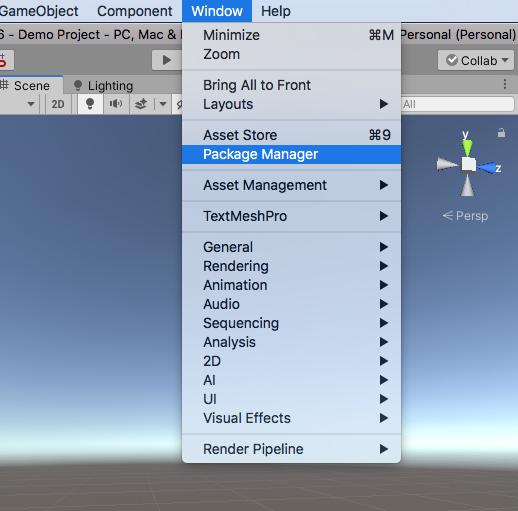 GameObject Component Window Help
6 - Demo Project - PC, Mac & Personal (Personal)
Collab
Scene Lighting
2D All
Minimize ⌘M
Zoom
Bring All to Front
Layouts
Asset Store ⌘9
Package Manager
Asset Management
TextMeshPro
General
Rendering
Animation
Audio
Sequencing
Analysis
2D
AI
UI
Visual Effects
Render Pipeline
y
z
Persp